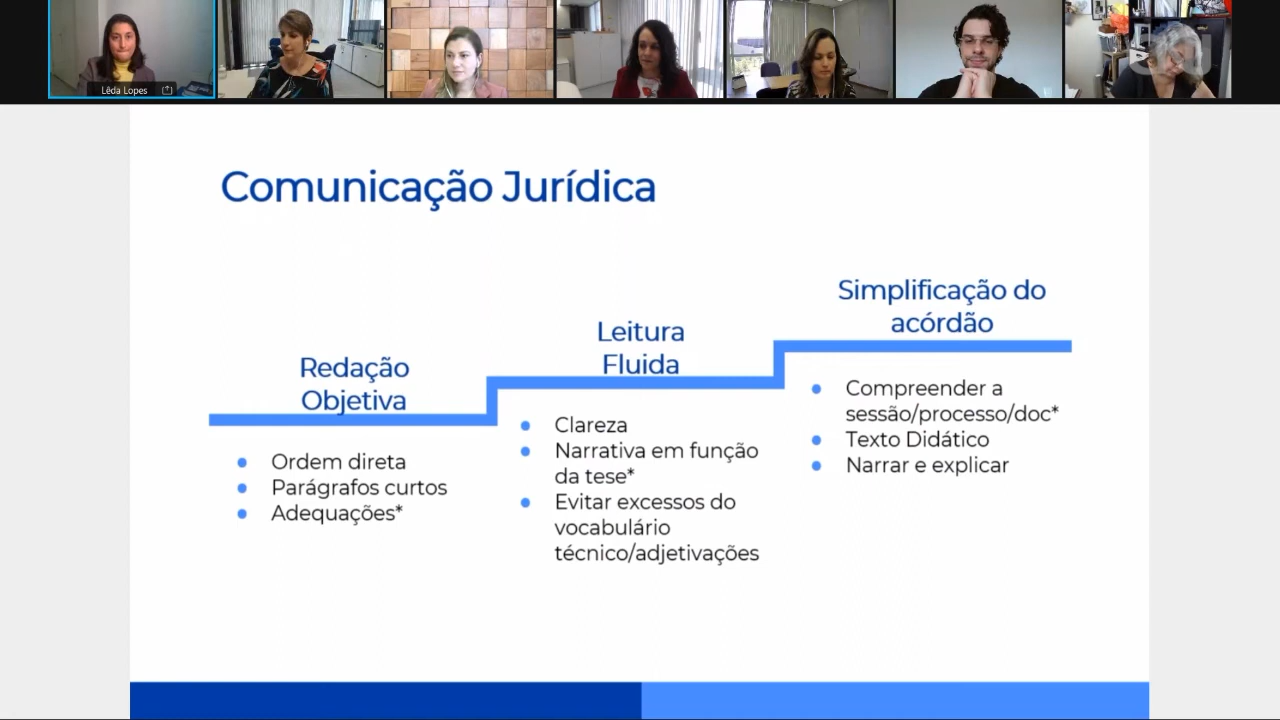 Lêda Lopes
Comunicação Jurídica
Redação
Objetiva
Ordem direta
Parágrafos curtos
Adequações*
Leitura
Fluida
Clareza
Narrativa em função
da tese*
Evitar excessos do
vocabulário
técnico/adjetivações
Simplificação do
acórdão
Compreender a
sessão/processo/doc*
Texto Didático
Narrar e explicar